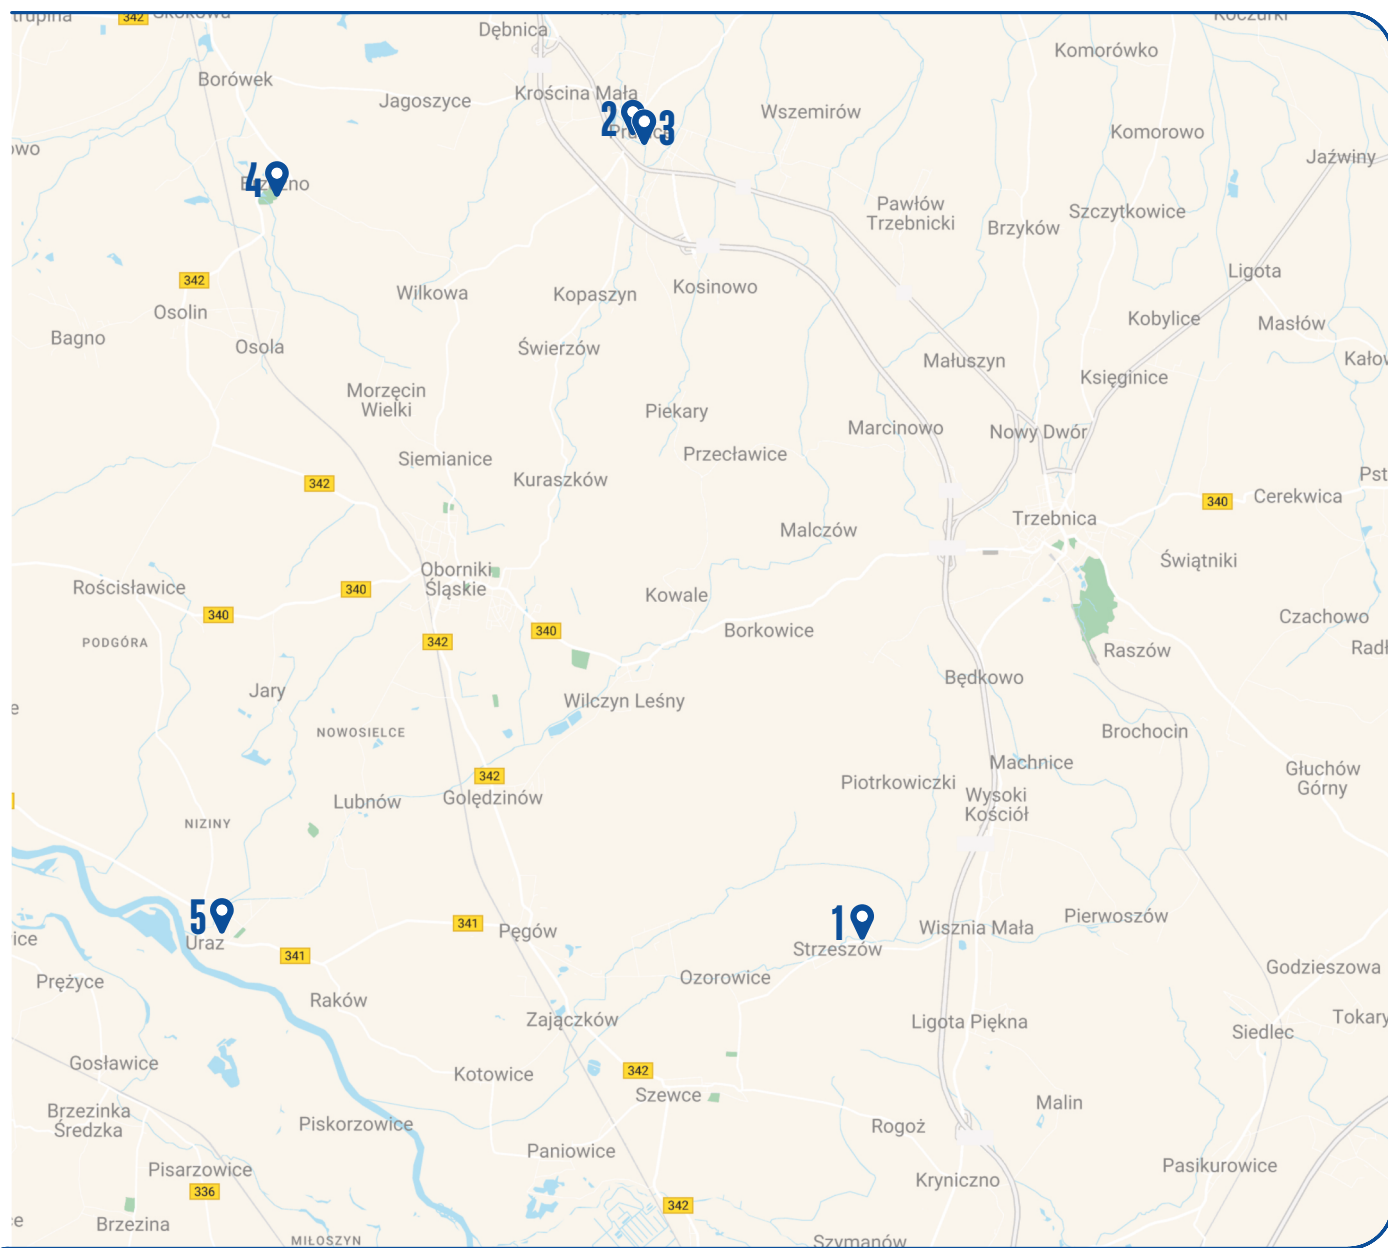 342
Dębnica
Komorówko
Borówek
Jagoszyce
Krościna Mała
2
3
Wszemirów
Komorowo
Jaźwiny
4
Pawłów
Trzebnicki
Szczytkowice
Brzyków
342
Wilkowa
Kopaszyn
Kosinowo
Ligota
Osolin
Kobylice
Masłów
Bagno
Osola
Świerzów
Małuszyn
Księginice
Morzęcin
Wielki
Piekary
Marcinowo
Nowy Dwór
Siemianice
Przecławice
Kuraszków
342
340
Cerekwica
Trzebnica
Malczów
Oborniki
Śląskie
Świątniki
Rościsławice
340
Kowale
340
Borkowice
340
Czachowo
PODGÓRA
342
Raszów
Będkowo
Jary
Wilczyn Leśny
NOWOSIELCE
Brochocin
Machnice
342
Piotrkowiczki
Głuchów
Górny
Lubnów
Golędzinów
Wysoki
Kościół
NIZINY
5
Uraz
341
Pęgów
1
Strzeszów
Wisznia Mała
Pierwoszów
341
Prężyce
Raków
Ozorowice
Godzieszowa
Zajączków
Ligota Piękna
Siedlec
Tokary
Gosławice
Kotowice
342
Szewce
Malin
Brzezinka
Średzka
Piskorzowice
Rogoż
Paniowice
Pisarzowice
336
Kryniczno
Pasikurowice
342
Brzezina
MIŁOSZYN
Szymanów